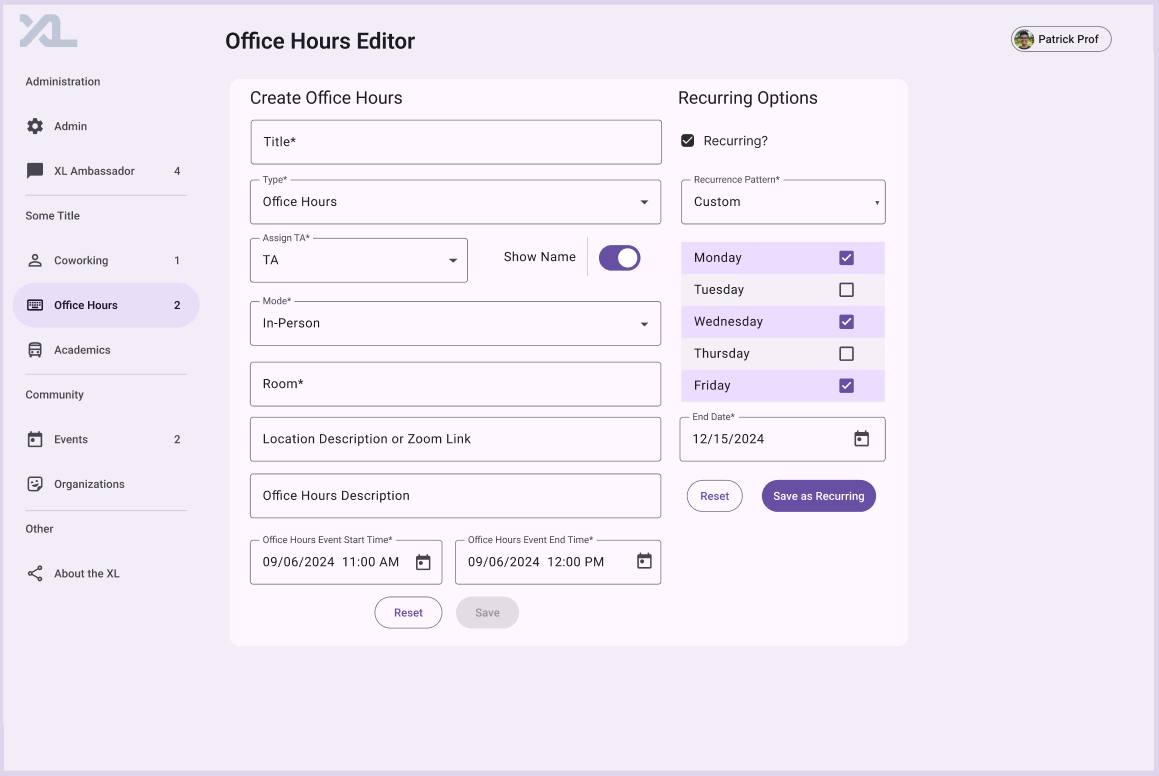 XL
Office Hours Editor
Patrick Prof
Administration
Admin
XL Ambassador 4
Some Title
Coworking 1
Office Hours 2
Academics
Community
Events 2
Organizations
Other
About the XL
Create Office Hours
Title*
Type*
Office Hours
Assign TA*
TA
Show Name
Mode*
In-Person
Room*
Location Description or Zoom Link
Office Hours Description
Office Hours Event Start Time*
09/06/2024 11:00 AM
Office Hours Event End Time*
09/06/2024 12:00 PM
Reset
Save
Recurring Options
Recurring?
Recurrence Pattern*
Custom
Monday
Tuesday
Wednesday
Thursday
Friday
End Date*
12/15/2024
Reset
Save as Recurring